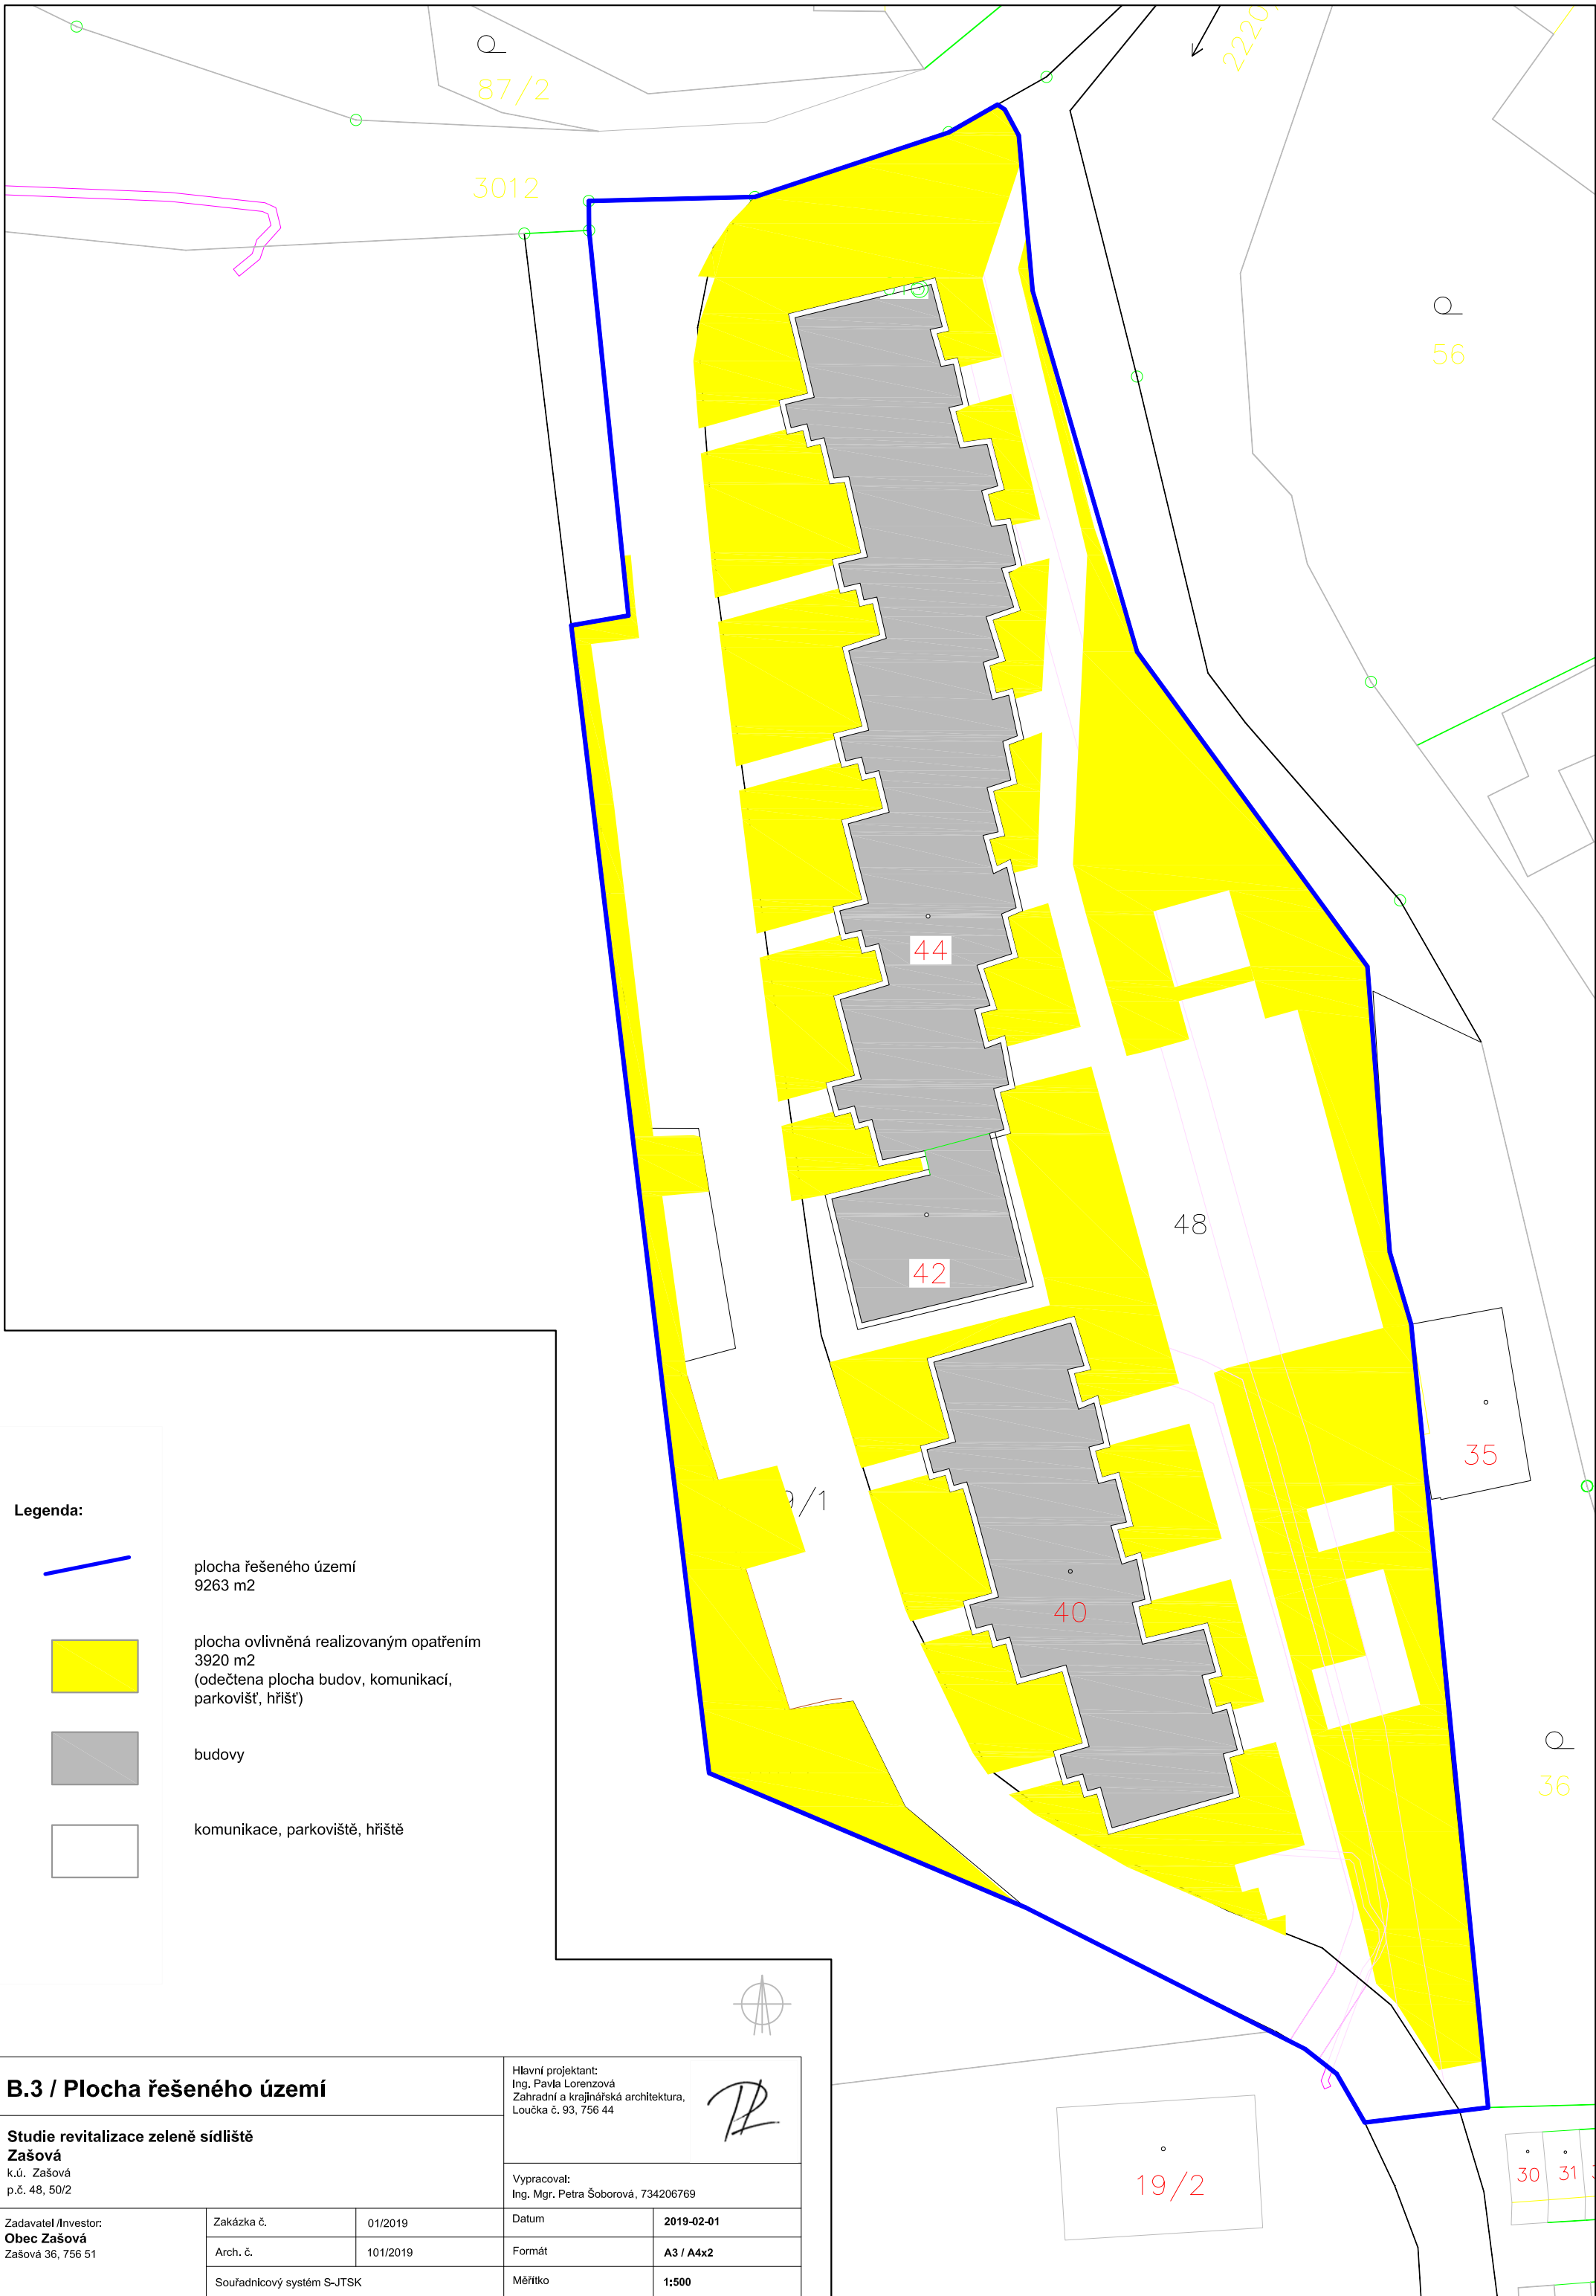 87/2
2220
3012
56
44
48
42
35
9/1
40
36
19/2
30
31
Legenda:
plocha řešeného území
9263 m2
plocha ovlivněná realizovaným opatřením
3920 m2
(odečtena plocha budov, komunikací,
parkovišť, hřišť)
budovy
komunikace, parkoviště, hřiště
B.3 / Plocha řešeného území
Studie revitalizace zeleně sídliště
Zašová
k.ú. Zašová
p.č. 48, 50/2
Hlavní projektant:
Ing. Pavla Lorenzová
Zahradní a krajinářská architektura,
Loučka č. 93, 756 44
Vypracoval:
Ing. Mgr. Petra Šoborová, 734206769
Zadavatel /Investor:
Obec Zašová
Zašová 36, 756 51
Zakázka č. 01/2019
Arch. č. 101/2019
Souřadnicový systém S-JTSK
Datum 2019-02-01
Formát A3 / A4x2
Měřítko 1:500